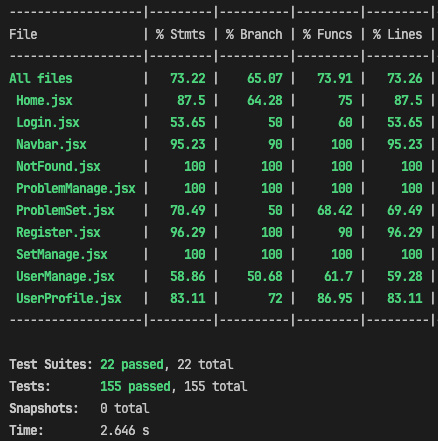 -------------------|---------|----------|---------|---------|
File               | % Stmts | % Branch | % Funcs | % Lines |
-------------------|---------|----------|---------|---------|
All files          |   73.22 |    65.07 |   73.91 |   73.26 |
 Home.jsx          |    87.5 |    64.28 |      75 |    87.5 |
 Login.jsx         |   53.65 |       50 |      60 |   53.65 |
 Navbar.jsx        |   95.23 |       90 |     100 |   95.23 |
 NotFound.jsx      |     100 |      100 |     100 |     100 |
 ProblemManage.jsx |     100 |      100 |     100 |     100 |
 ProblemSet.jsx    |   70.49 |       50 |   68.42 |   69.49 |
 Register.jsx      |   96.29 |      100 |      90 |   96.29 |
 SetManage.jsx     |     100 |      100 |     100 |     100 |
 UserManage.jsx    |   58.86 |    50.68 |    61.7 |   59.28 |
 UserProfile.jsx   |   83.11 |       72 |   86.95 |   83.11 |
-------------------|---------|----------|---------|---------|
Test Suites: 22 passed, 22 total
Tests:       155 passed, 155 total
Snapshots:   0 total
Time:        2.646 s